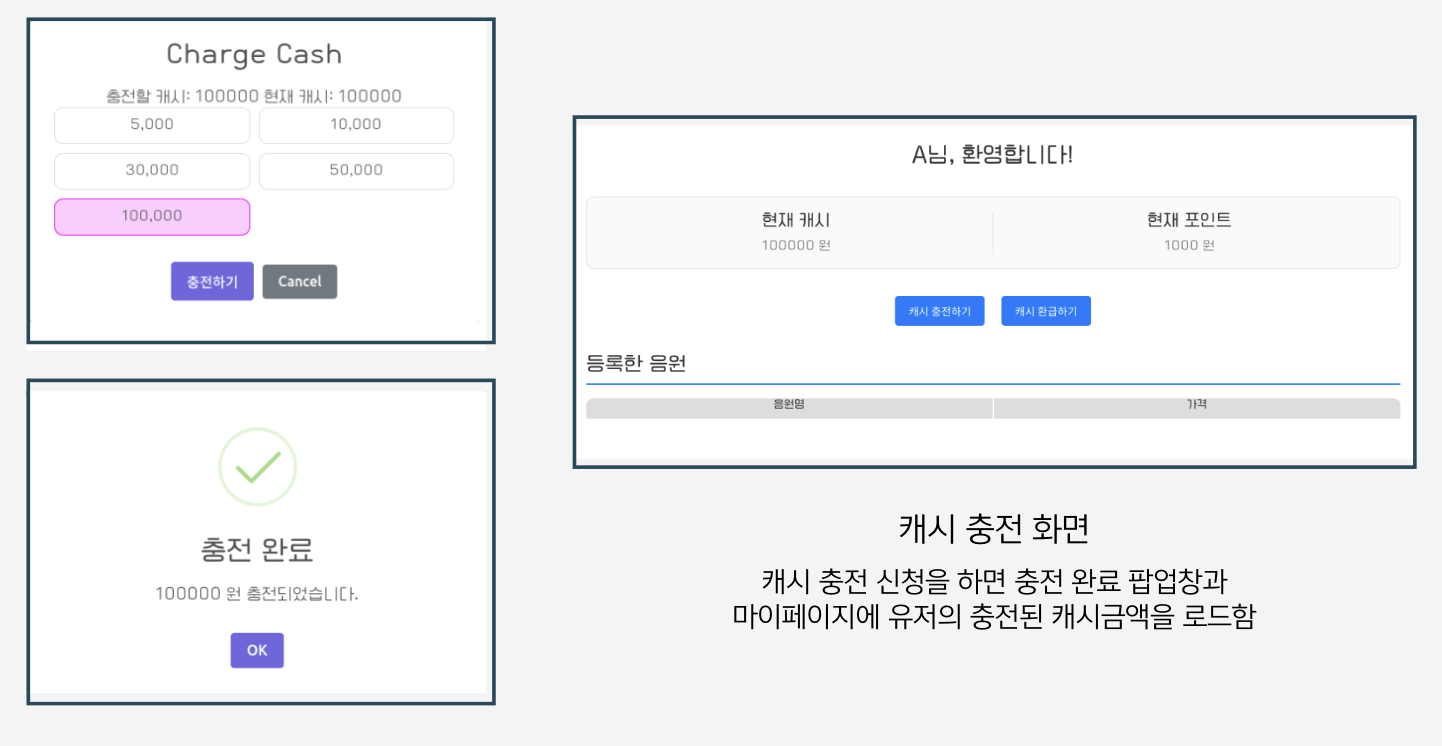 Charge Cash
충전할 캐시: 100000 현재 캐시: 100000
5,000 10,000
30,000 50,000
100,000
충전하기 Cancel
충전 완료
100000 원 충전되었습니다.
OK
A님, 환영합니다!
현재 캐시 현재 포인트
100000 원 1000 원
캐시 충전하기 캐시 환급하기
등록한 음원
음원명 가격
캐시 충전 화면
캐시 충전 신청을 하면 충전 완료 팝업창과
마이페이지에 유저의 충전된 캐시금액을 로드함